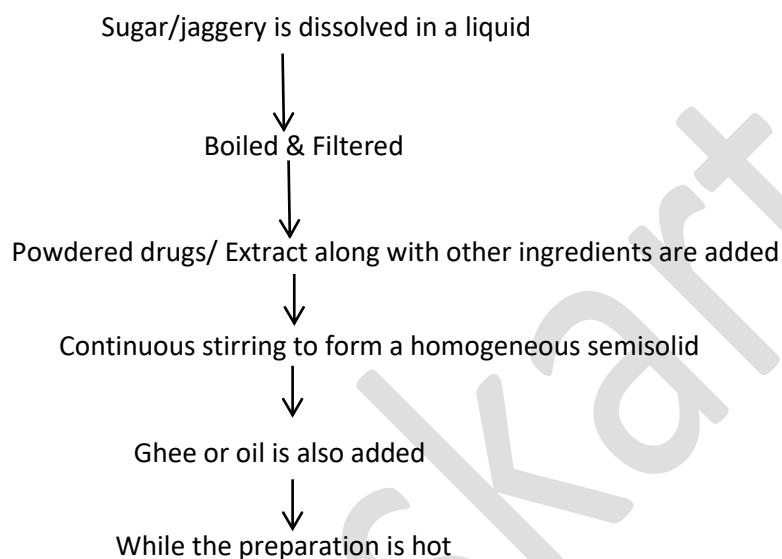 Sugar/jaggery is dissolved in a liquid
Boiled & Filtered
Powdered drugs/ Extract along with other ingredients are added
Continuous stirring to form a homogeneous semisolid
Ghee or oil is also added
While the preparation is hot